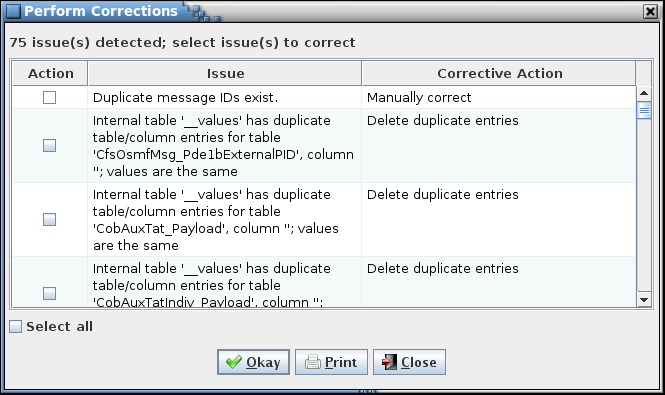 Perform Corrections
75 issue(s) detected; select issue(s) to correct
Action Issue Corrective Action
Duplicate message IDs exist. Manually correct
Internal table '__values' has duplicate Delete duplicate entries
table/column entries for table
'CfsOsmfMsg_Pde1bExternalPID', column
''; values are the same
Internal table '__values' has duplicate Delete duplicate entries
table/column entries for table
'CobAuxTat_Payload', column ''; values
are the same
Internal table '__values' has duplicate Delete duplicate entries
table/column entries for table
'CobAuxTatIndiv_Payload', column '';
Select all
Okay Print Close